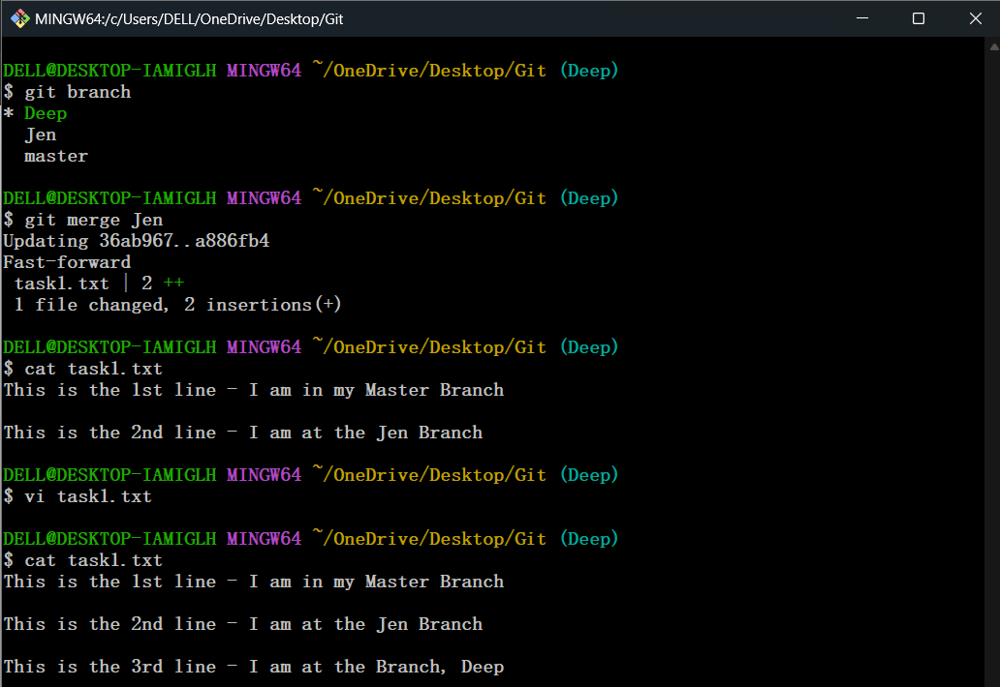 MINGW64:/c/Users/DELL/OneDrive/Desktop/Git
DELL@DESKTOP-IAMIGLH MINGW64 ~/OneDrive/Desktop/Git (Deep)
$ git branch
* Deep
  Jen
  master
DELL@DESKTOP-IAMIGLH MINGW64 ~/OneDrive/Desktop/Git (Deep)
$ git merge Jen
Updating 36ab967..a886fb4
Fast-forward
 task1.txt | 2 ++
 1 file changed, 2 insertions(+)
DELL@DESKTOP-IAMIGLH MINGW64 ~/OneDrive/Desktop/Git (Deep)
$ cat task1.txt
This is the 1st line - I am in my Master Branch
This is the 2nd line - I am at the Jen Branch
DELL@DESKTOP-IAMIGLH MINGW64 ~/OneDrive/Desktop/Git (Deep)
$ vi task1.txt
DELL@DESKTOP-IAMIGLH MINGW64 ~/OneDrive/Desktop/Git (Deep)
$ cat task1.txt
This is the 1st line - I am in my Master Branch
This is the 2nd line - I am at the Jen Branch
This is the 3rd line - I am at the Branch, Deep